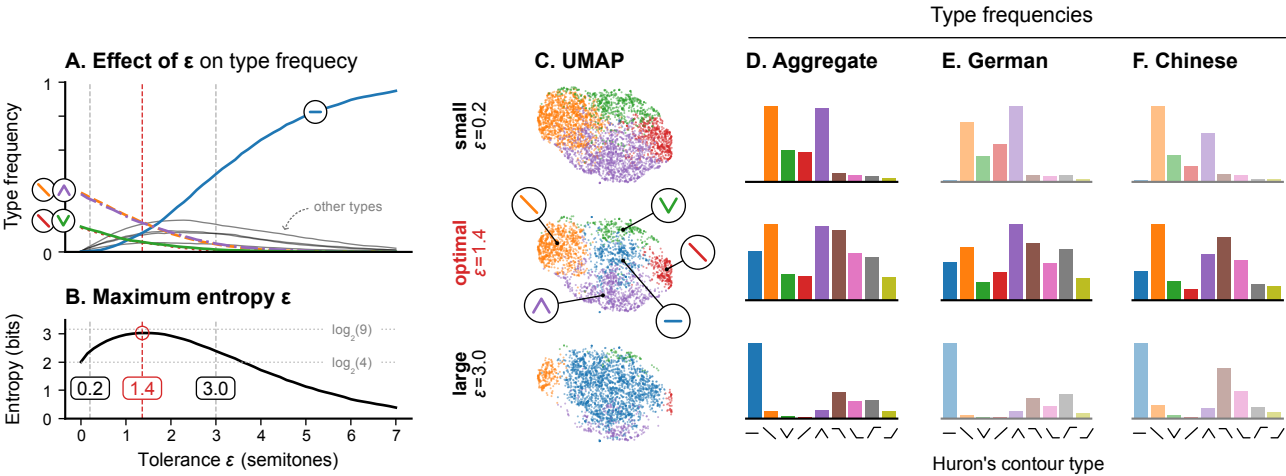 Type frequencies
A. Effect of ε on type frequecy
C. UMAP
D. Aggregate
E. German
F. Chinese
1
Type frequency
0
other types
small
ε=0.2
optimal
ε=1.4
large
ε=3.0
B. Maximum entropy ε
Entropy (bits)
3
2
1
0
log₂(9)
log₂(4)
0.2
1.4
3.0
0 1 2 3 4 5 6 7
Tolerance ε (semitones)
Huron's contour type